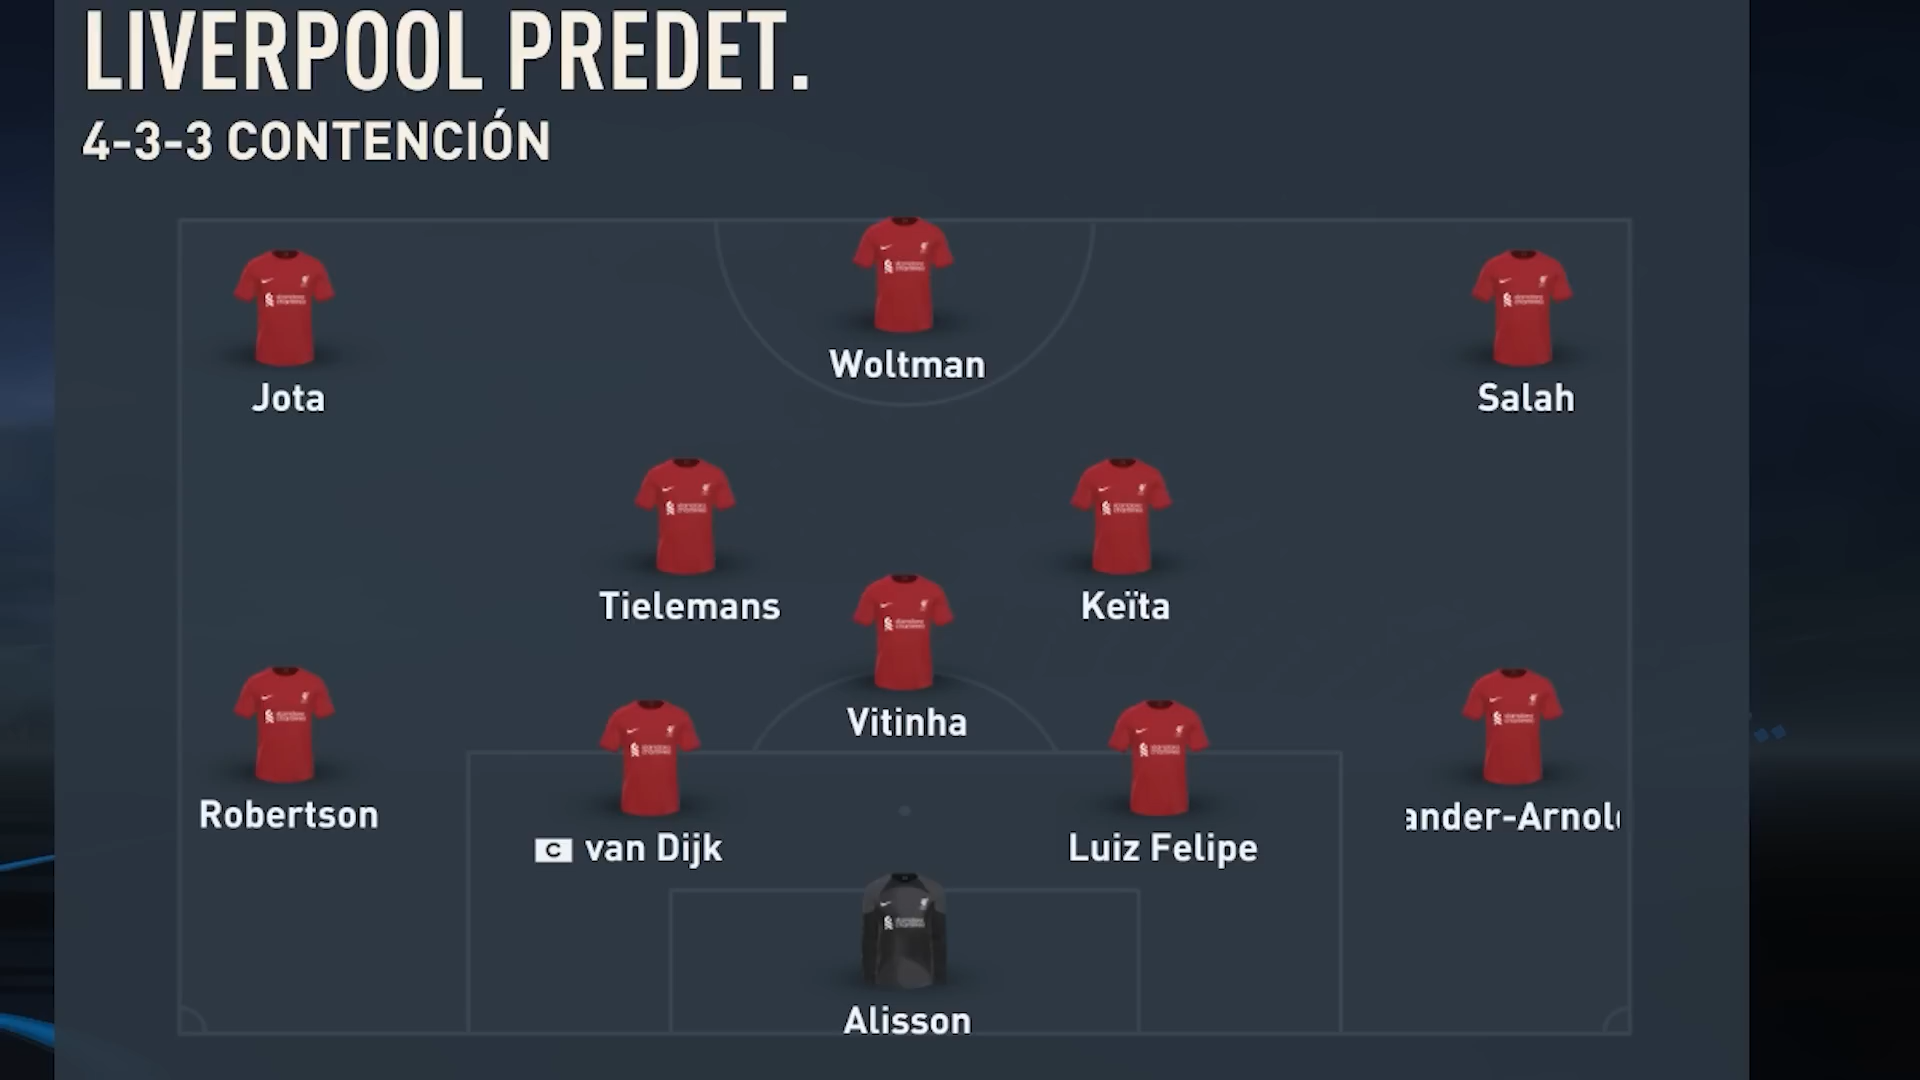 LIVERPOOL PREDET.
4-3-3 CONTENCIÓN
Woltman
Jota
Salah
Tielemans
Keïta
Vitinha
Robertson
ander-Arnol
C van Dijk
Luiz Felipe
Alisson